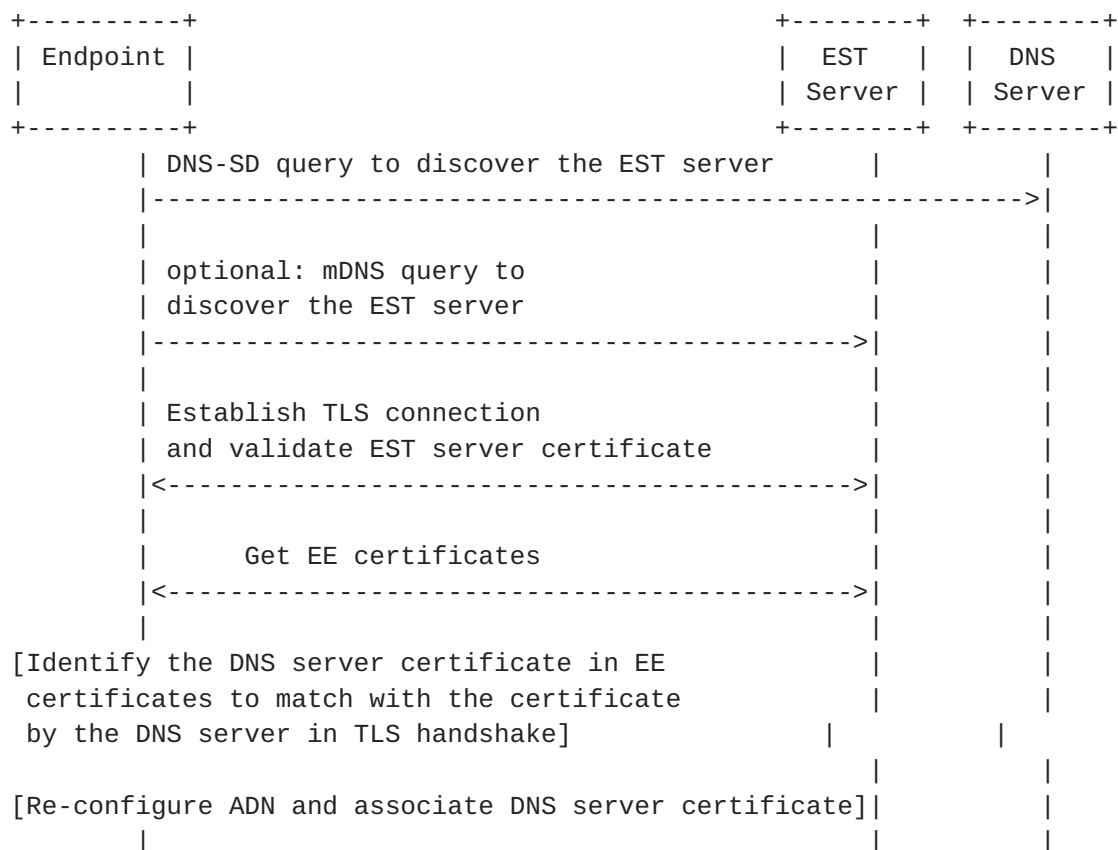 +----------+                                     +--------+  +--------+
| Endpoint |                                     |  EST   |  |  DNS   |
|          |                                     | Server |  | Server |
+----------+                                     +--------+  +--------+
        | DNS-SD query to discover the EST server      |          |
        |-------------------------------------------------------->|
        |                                              |          |
        | optional: mDNS query to                      |          |
        | discover the EST server                      |          |
        |--------------------------------------------->|          |
        |                                              |          |
        | Establish TLS connection                     |          |
        | and validate EST server certificate          |          |
        |<-------------------------------------------->|          |
        |                                              |          |
        |      Get EE certificates                     |          |
        |<-------------------------------------------->|          |
        |                                              |          |
[Identify the DNS server certificate in EE             |          |
 certificates to match with the certificate            |          |
 by the DNS server in TLS handshake]                |          |
                                                       |          |
[Re-configure ADN and associate DNS server certificate]|          |
        |                                              |          |